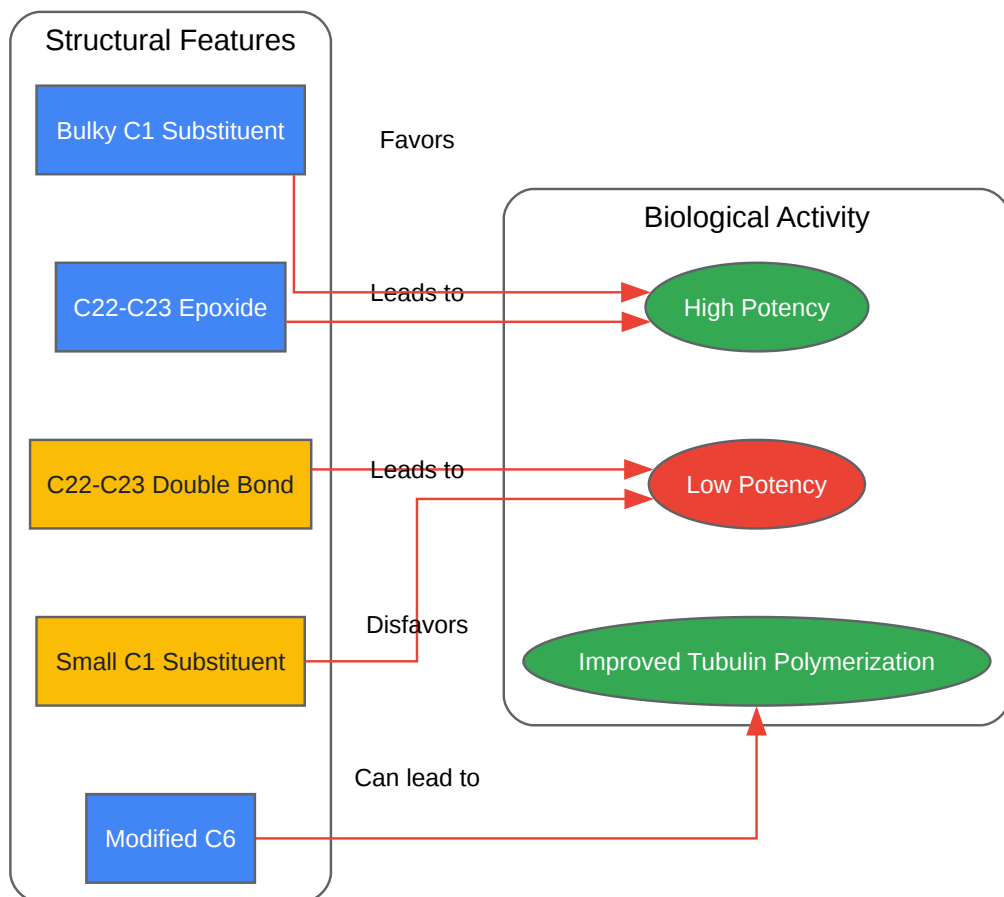 Structural Features
Bulky C1 Substituent
Favors
Biological Activity
C22-C23 Epoxide
Leads to
High Potency
C22-C23 Double Bond
Leads to
Low Potency
Small C1 Substituent
Disfavors
Improved Tubulin Polymerization
Can lead to
Modified C6